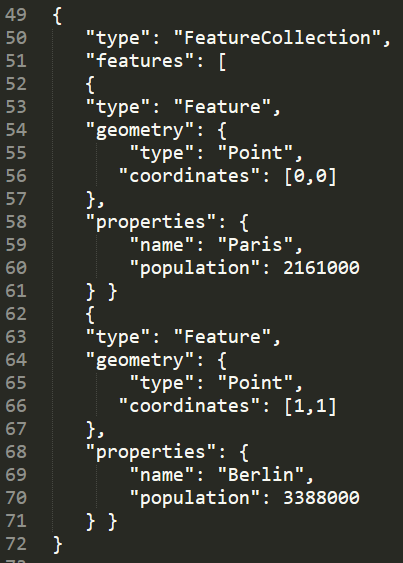 49 {
50 "type": "FeatureCollection",
51 "features": [
52 {
53 "type": "Feature",
54 "geometry": {
55 "type": "Point",
56 "coordinates": [0,0]
57 },
58 "properties": {
59 "name": "Paris",
60 "population": 2161000
61 } }
62 {
63 "type": "Feature",
64 "geometry": {
65 "type": "Point",
66 "coordinates": [1,1]
67 },
68 "properties": {
69 "name": "Berlin",
70 "population": 3388000
71 } }
72 }